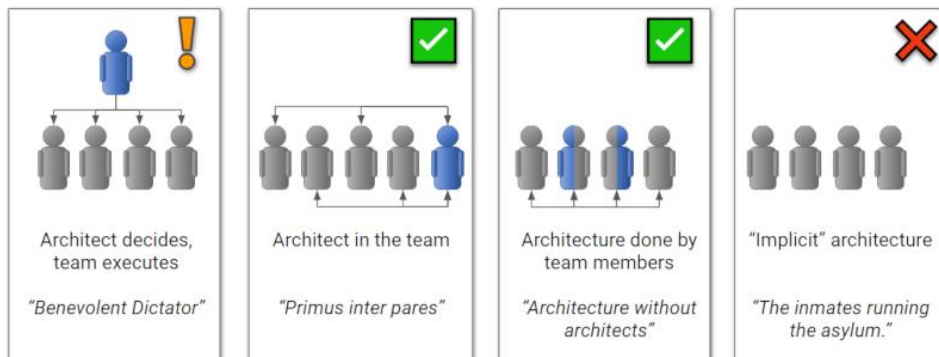 Architect decides,
team executes
"Benevolent Dictator"
Architect in the team
"Primus inter pares"
Architecture done by
team members
"Architecture without
architects"
"Implicit" architecture
"The inmates running
the asylum."